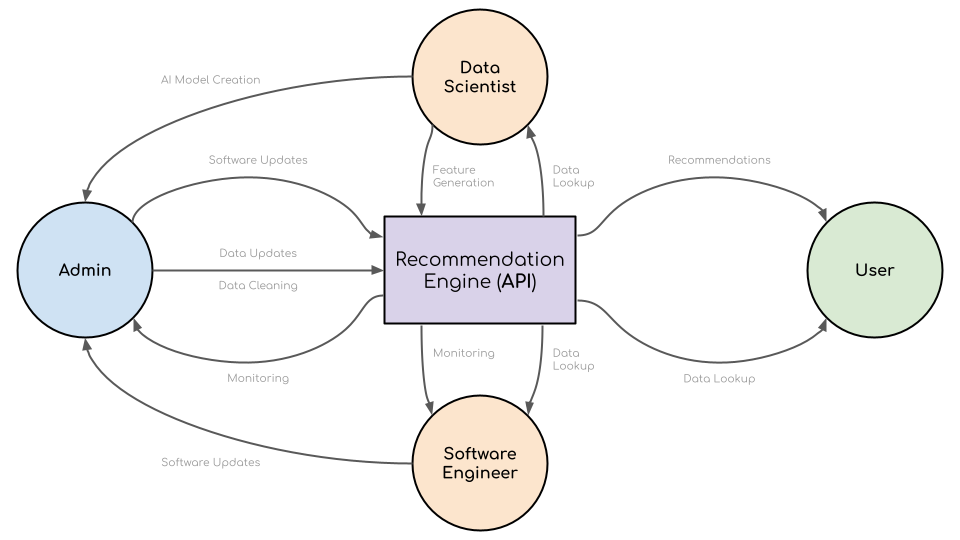 Data
Scientist
AI Model Creation
Software Updates
Feature
Generation
Data
Lookup
Recommendations
Admin
Data Updates
Data Cleaning
Recommendation
Engine (API)
User
Monitoring
Monitoring
Data
Lookup
Data Lookup
Software Updates
Software
Engineer